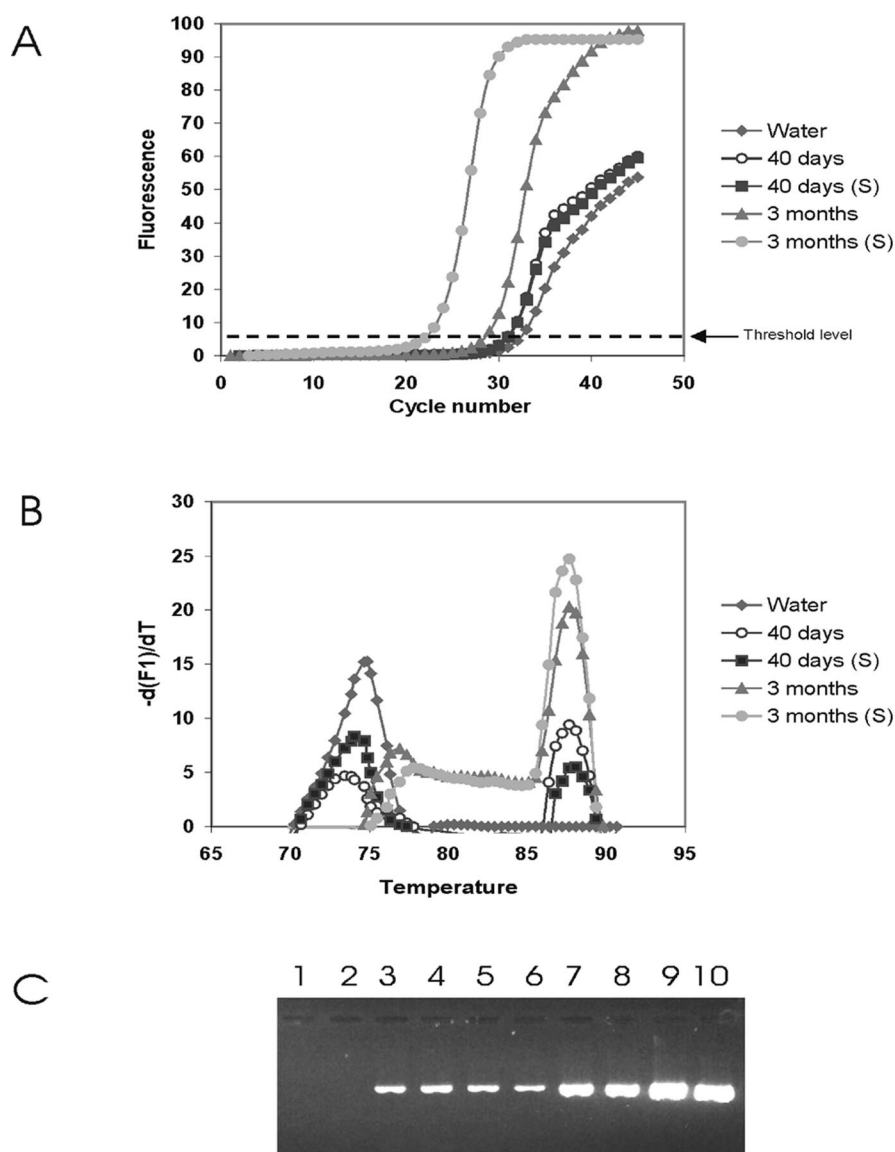 A
100
90
80
70
60
50
40
30
20
10
0
Fluorescence
0 10 20 30 40 50
Cycle number
Water
40 days
40 days (S)
3 months
3 months (S)
Threshold level
B
30
25
20
15
10
5
0
-d(F1)/dT
65 70 75 80 85 90 95
Temperature
Water
40 days
40 days (S)
3 months
3 months (S)
C
1 2 3 4 5 6 7 8 9 10